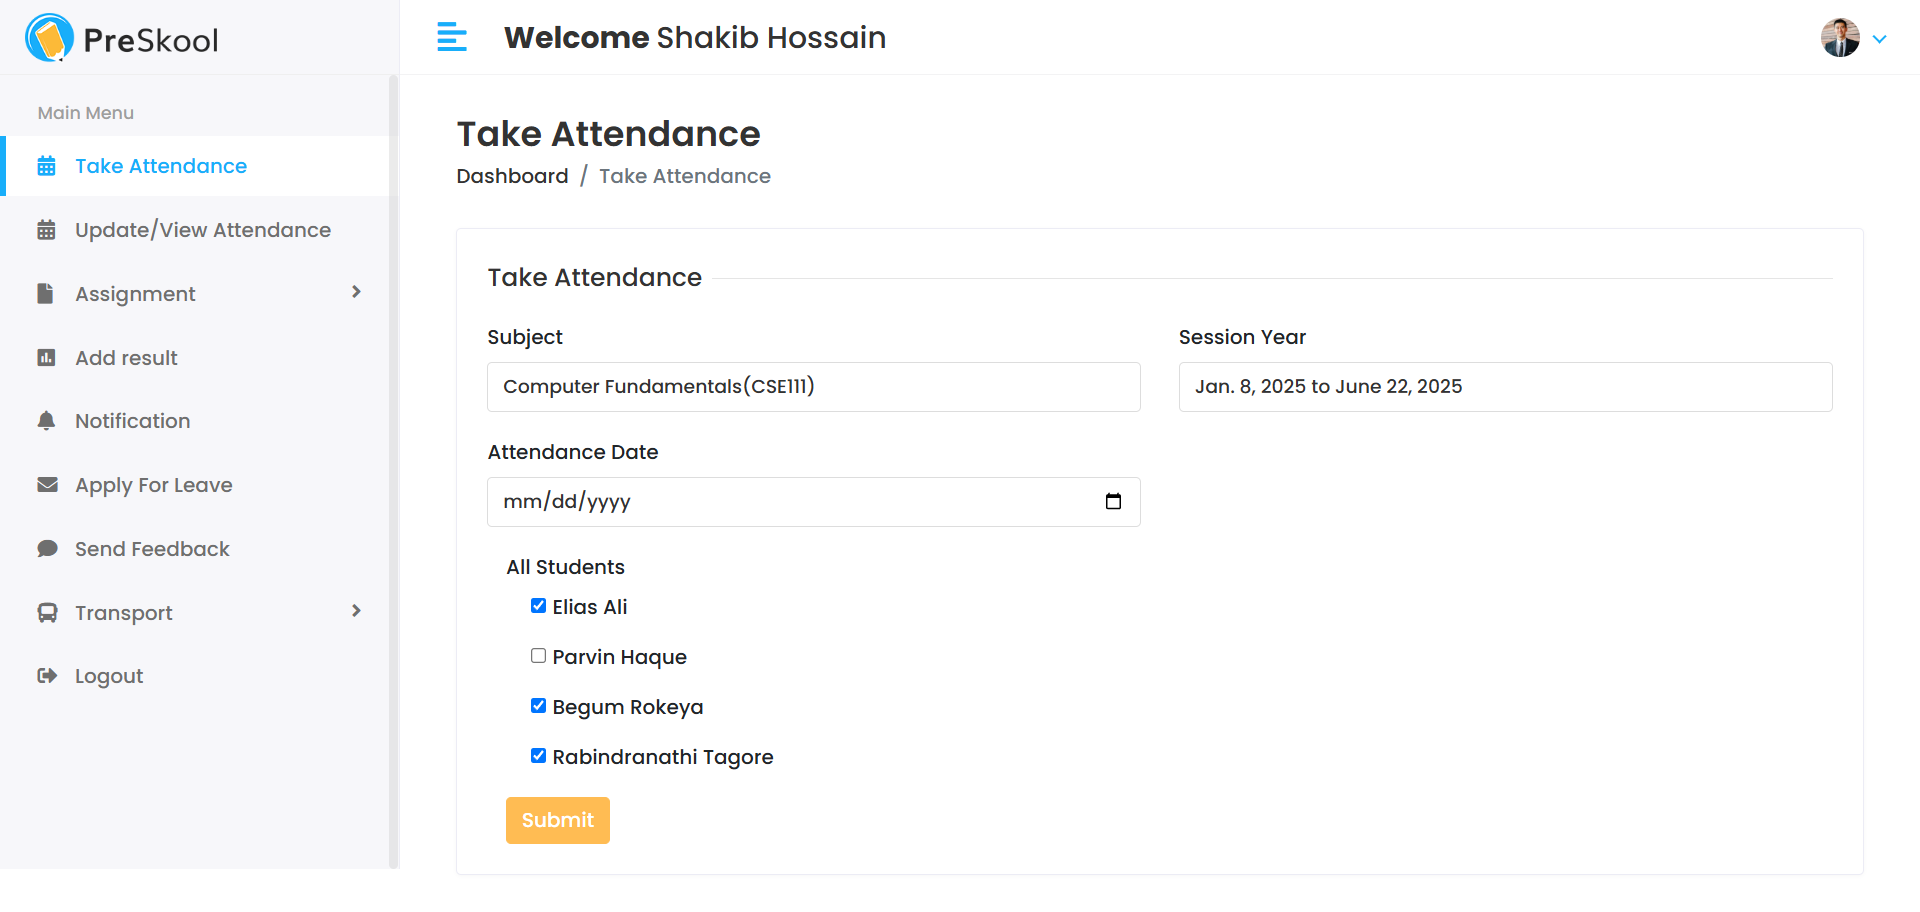 PreSkool
Welcome Shakib Hossain
Main Menu
Take Attendance
Update/View Attendance
Assignment
Add result
Notification
Apply For Leave
Send Feedback
Transport
Logout
Take Attendance
Dashboard / Take Attendance
Take Attendance
Subject
Computer Fundamentals(CSE111)
Session Year
Jan. 8, 2025 to June 22, 2025
Attendance Date
mm/dd/yyyy
All Students
Elias Ali
Parvin Haque
Begum Rokeya
Rabindranathi Tagore
Submit